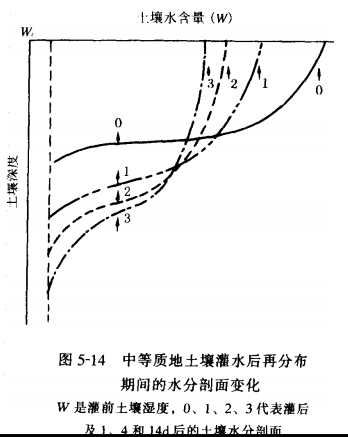 土壤水含量 (W)
W
土壤深度
0
1
2
3
3
2
1
0
图 5-14 中等质地土壤灌水后再分布
期间的水分剖面变化
W 是灌前土壤湿度，0、1、2、3 代表灌后
及 1、4 和 14d 后的土壤水分剖面